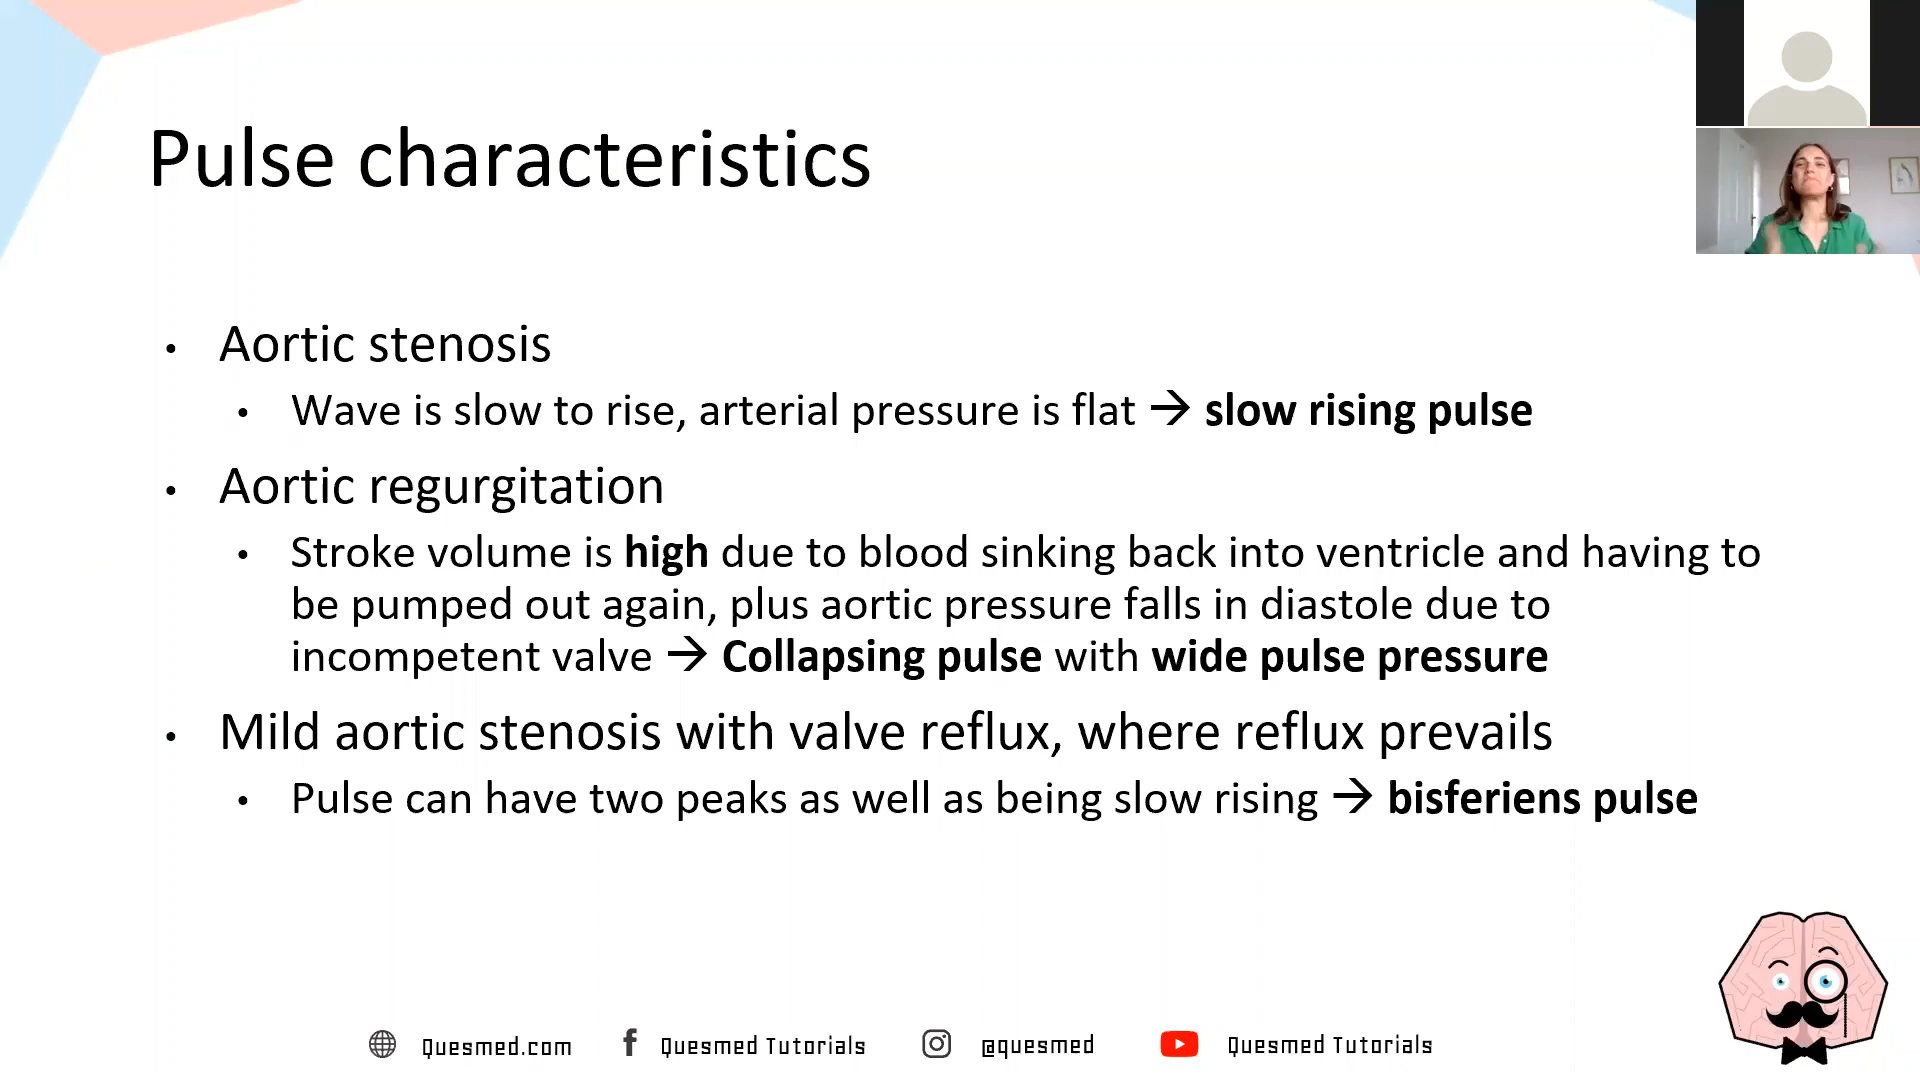 Pulse characteristics
• Aortic stenosis
• Wave is slow to rise, arterial pressure is flat → slow rising pulse
• Aortic regurgitation
• Stroke volume is high due to blood sinking back into ventricle and having to
be pumped out again, plus aortic pressure falls in diastole due to
incompetent valve → Collapsing pulse with wide pulse pressure
• Mild aortic stenosis with valve reflux, where reflux prevails
• Pulse can have two peaks as well as being slow rising → bisferiens pulse
Quesmed.com Quesmed Tutorials @quesmed Quesmed Tutorials